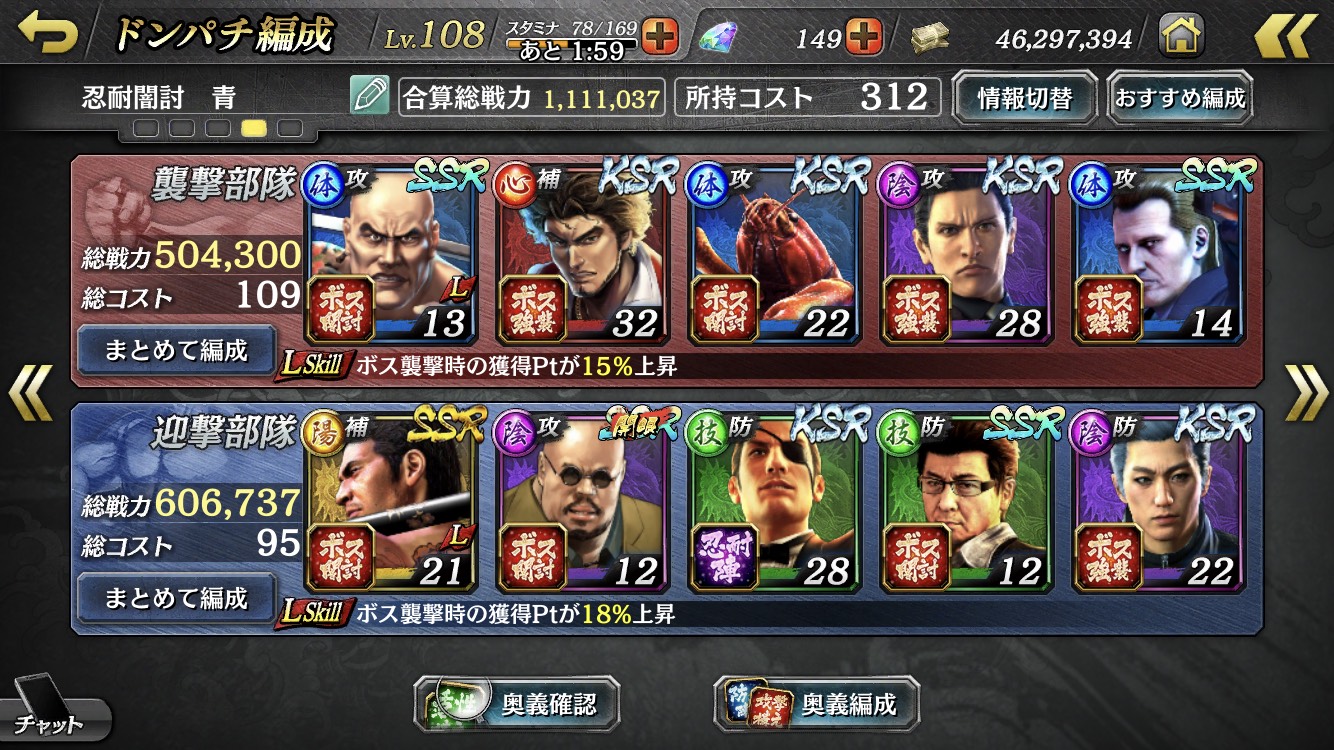 ドンパチ編成
Lv.108
スタミナ 78/169
あと 1:59
149
46,297,394
忍耐闇討 青
合算総戦力 1,111,037
所持コスト 312
情報切替
おすすめ編成
襲撃部隊
総戦力 504,300
総コスト 109
まとめて編成
体 攻 SSR ボス闇討 L 13
心 補 KSR ボス強襲 32
体 攻 KSR ボス闇討 22
陰 攻 KSR ボス強襲 28
体 攻 SSR ボス強襲 14
L Skill ボス襲撃時の獲得Ptが15%上昇
迎撃部隊
総戦力 606,737
総コスト 95
まとめて編成
陽 補 SSR ボス闇討 L 21
陰 攻 開眼 ボス闇討 12
技 防 KSR 忍耐陣 28
技 防 SSR ボス闇討 12
陰 防 KSR ボス強襲 22
L Skill ボス襲撃時の獲得Ptが18%上昇
チャット
奥義確認
奥義編成